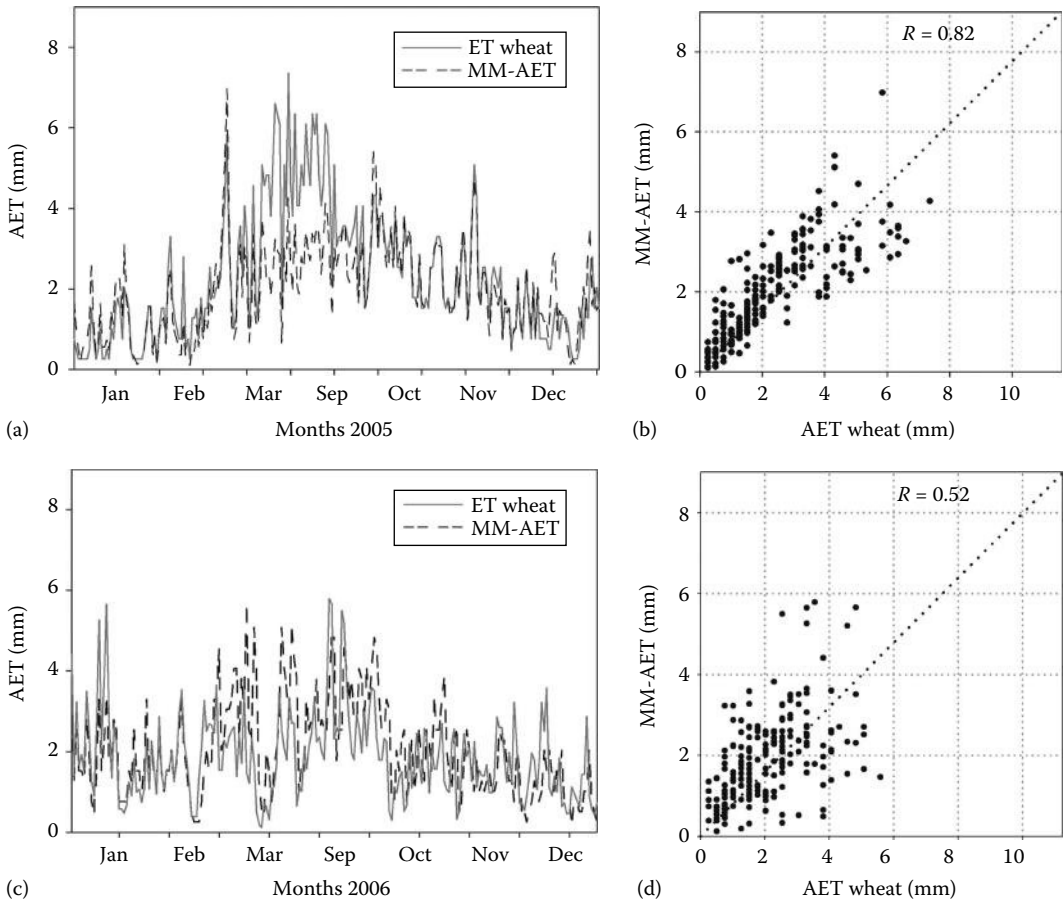 8
6
4
2
0
AET (mm)
ET wheat
MM-AET
Jan Feb Mar Sep Oct Nov Dec
(a) Months 2005
8
6
4
2
0
MM-AET (mm)
R = 0.82
0 2 4 6 8 10
(b) AET wheat (mm)
8
6
4
2
0
AET (mm)
ET wheat
MM-AET
Jan Feb Mar Sep Oct Nov Dec
(c) Months 2006
8
6
4
2
0
MM-AET (mm)
R = 0.52
0 2 4 6 8 10
(d) AET wheat (mm)